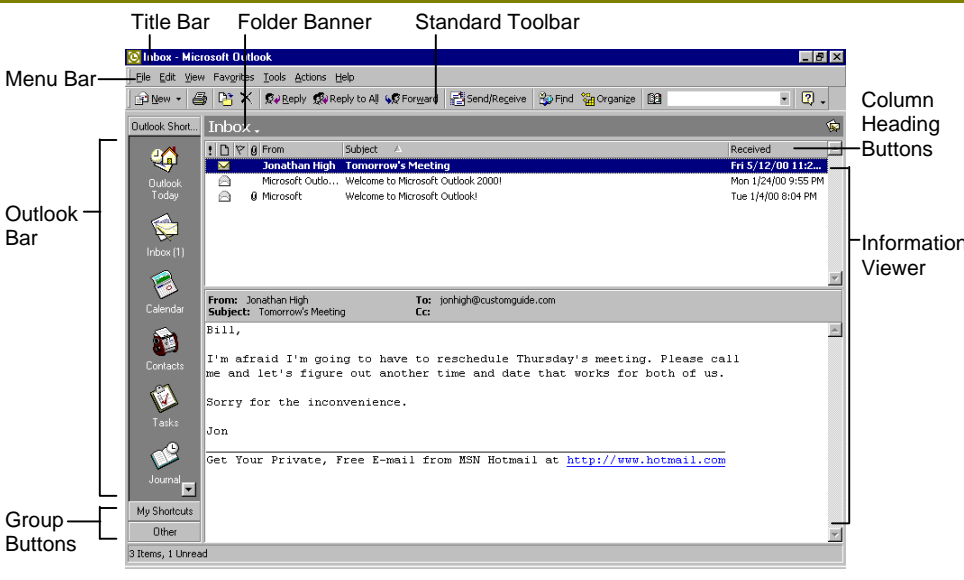 Title Bar Folder Banner Standard Toolbar
Inbox - Microsoft Outlook
Menu Bar
File Edit View Favorites Tools Actions Help
New Reply Reply to All Forward Send/Receive Find Organize
Column
Heading
Buttons
Outlook Short... Inbox
! From Subject Received
Jonathan High Tomorrow's Meeting Fri 5/12/00 11:2...
Microsoft Outlo... Welcome to Microsoft Outlook 2000! Mon 1/24/00 9:55 PM
Microsoft Welcome to Microsoft Outlook! Tue 1/4/00 8:04 PM
Outlook
Today
Outlook
Bar
Inbox (1)
Information
Viewer
Calendar
From: Jonathan High To: jonhigh@customguide.com
Subject: Tomorrow's Meeting Cc:
Bill,
I'm afraid I'm going to have to reschedule Thursday's meeting. Please call
me and let's figure out another time and date that works for both of us.
Contacts
Sorry for the inconvenience.
Tasks
Jon
Get Your Private, Free E-mail from MSN Hotmail at http://www.hotmail.com
Journal
My Shortcuts
Group
Buttons
Other
3 Items, 1 Unread